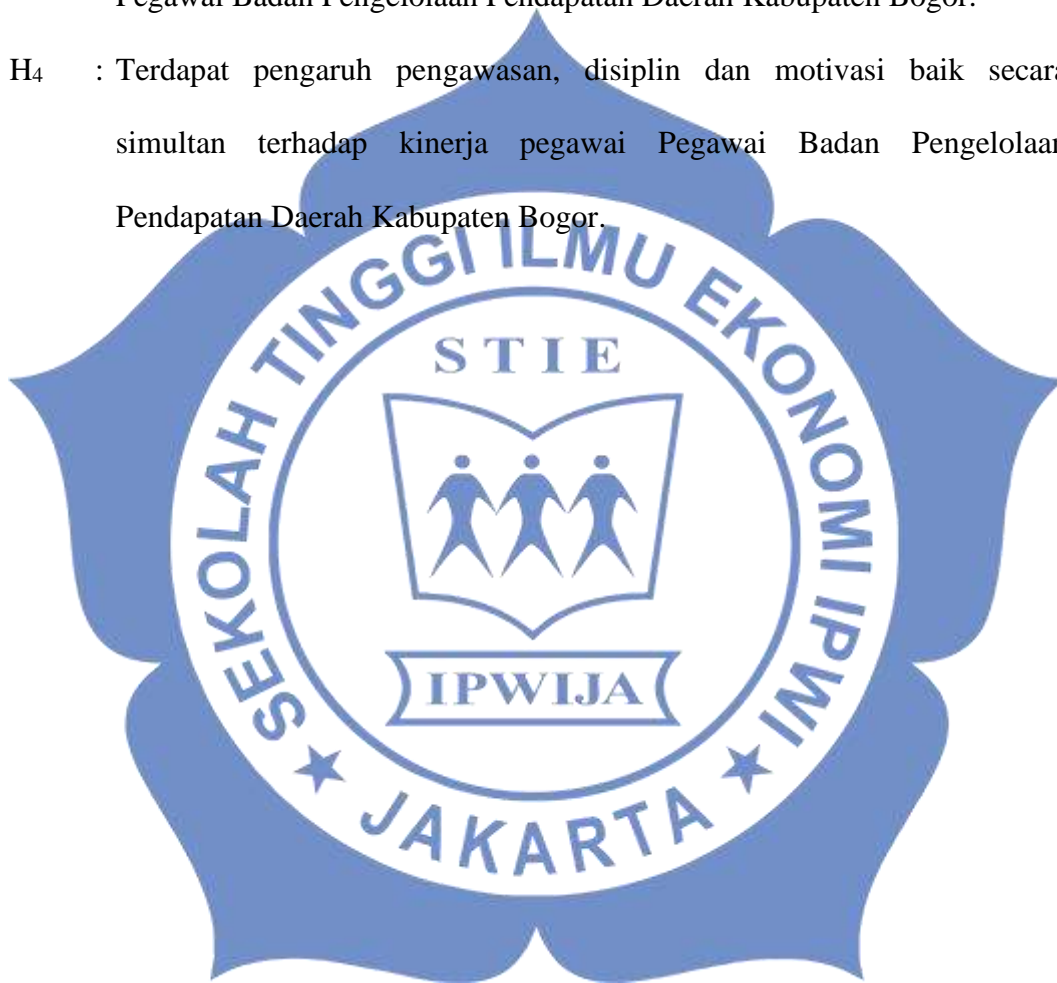 Pegawai Badan Pengelolaan Pendapatan Daerah Kabupaten Bogor.
H4 : Terdapat pengaruh pengawasan, disiplin dan motivasi baik secara
simultan terhadap kinerja pegawai Pegawai Badan Pengelolaan
Pendapatan Daerah Kabupaten Bogor.
SEKOLAH TINGGI ILMU EKONOMI IPWI
STIE
IPWIJA
★ JAKARTA ★